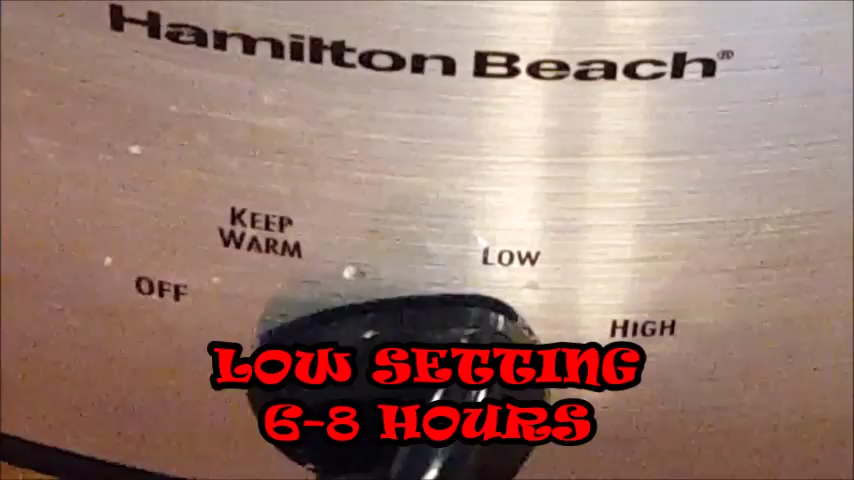 Hamilton Beach®
KEEP
WARM
LOW
OFF
HIGH
LOW SETTING
6-8 HOURS